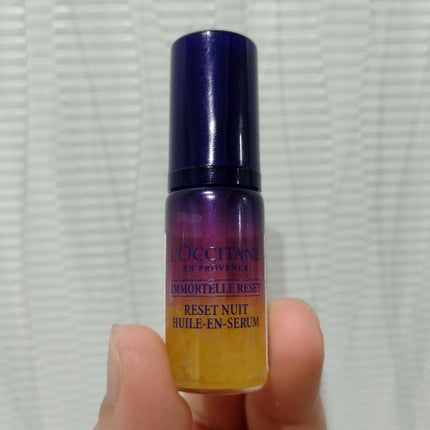 L'OCCITANE
EN PROVENCE
IMMORTELLE RESET
RESET NUIT
HUILE-EN-SERUM